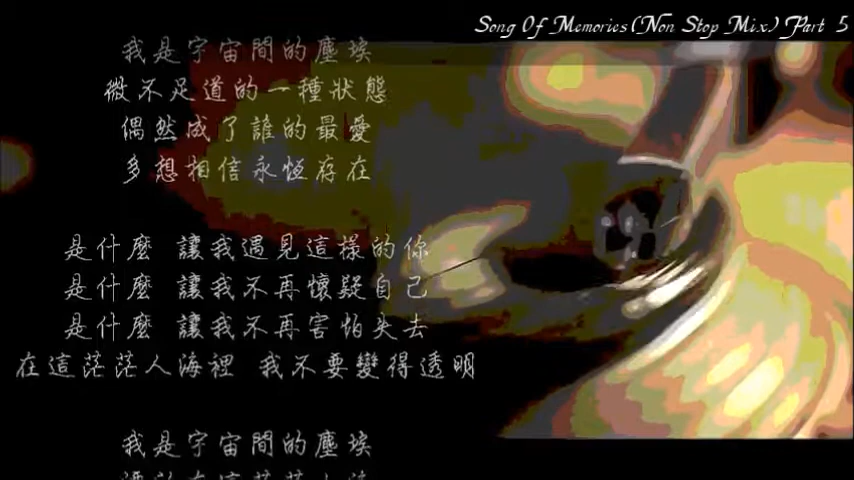 Song Of Memories(Non Stop Mix) Part 5
我是宇宙間的塵埃
微不足道的一種狀態
偶然成了誰的最愛
多想相信永恆存在
是什麼 讓我遇見這樣的你
是什麼 讓我不再懷疑自己
是什麼 讓我不再害怕失去
在這茫茫人海裡 我不要變得透明
我是宇宙間的塵埃